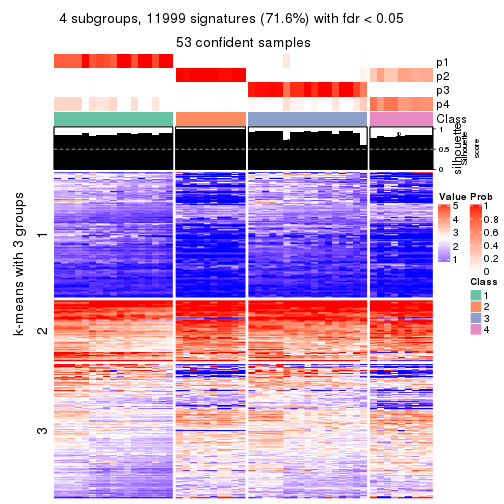 4 subgroups, 11999 signatures (71.6%) with fdr < 0.05
53 confident samples
p1
p2
p3
p4
Class
silhouette
Silhouette
score
1
0.5
0
k-means with 3 groups
1
2
3
Value
5
4
3
2
1
Prob
1
0.8
0.6
0.4
0.2
0
Class
1
2
3
4